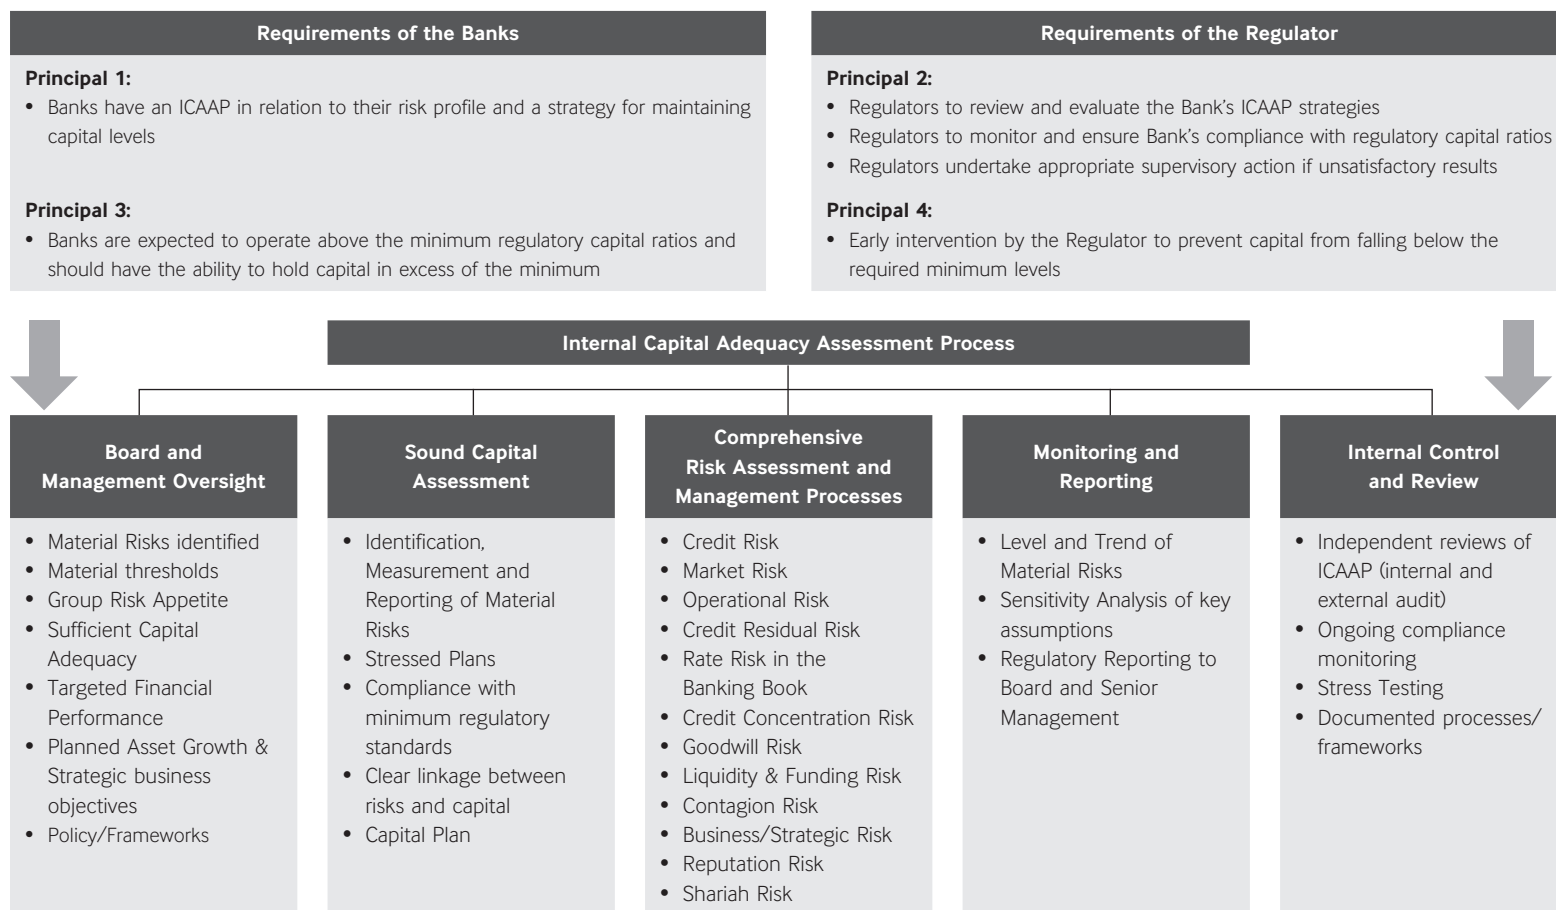 Requirements of the Banks
Principal 1:
• Banks have an ICAAP in relation to their risk profile and a strategy for maintaining
capital levels
Principal 3:
• Banks are expected to operate above the minimum regulatory capital ratios and
should have the ability to hold capital in excess of the minimum
Requirements of the Regulator
Principal 2:
• Regulators to review and evaluate the Bank's ICAAP strategies
• Regulators to monitor and ensure Bank's compliance with regulatory capital ratios
• Regulators undertake appropriate supervisory action if unsatisfactory results
Principal 4:
• Early intervention by the Regulator to prevent capital from falling below the
required minimum levels
Internal Capital Adequacy Assessment Process
Board and
Management Oversight
• Material Risks identified
• Material thresholds
• Group Risk Appetite
• Sufficient Capital
Adequacy
• Targeted Financial
Performance
• Planned Asset Growth &
Strategic business
objectives
• Policy/Frameworks
Sound Capital
Assessment
• Identification,
Measurement and
Reporting of Material
Risks
• Stressed Plans
• Compliance with
minimum regulatory
standards
• Clear linkage between
risks and capital
• Capital Plan
Comprehensive
Risk Assessment and
Management Processes
• Credit Risk
• Market Risk
• Operational Risk
• Credit Residual Risk
• Rate Risk in the
Banking Book
• Credit Concentration Risk
• Goodwill Risk
• Liquidity & Funding Risk
• Contagion Risk
• Business/Strategic Risk
• Reputation Risk
• Shariah Risk
Monitoring and
Reporting
• Level and Trend of
Material Risks
• Sensitivity Analysis of key
assumptions
• Regulatory Reporting to
Board and Senior
Management
Internal Control
and Review
• Independent reviews of
ICAAP (internal and
external audit)
• Ongoing compliance
monitoring
• Stress Testing
• Documented processes/
frameworks